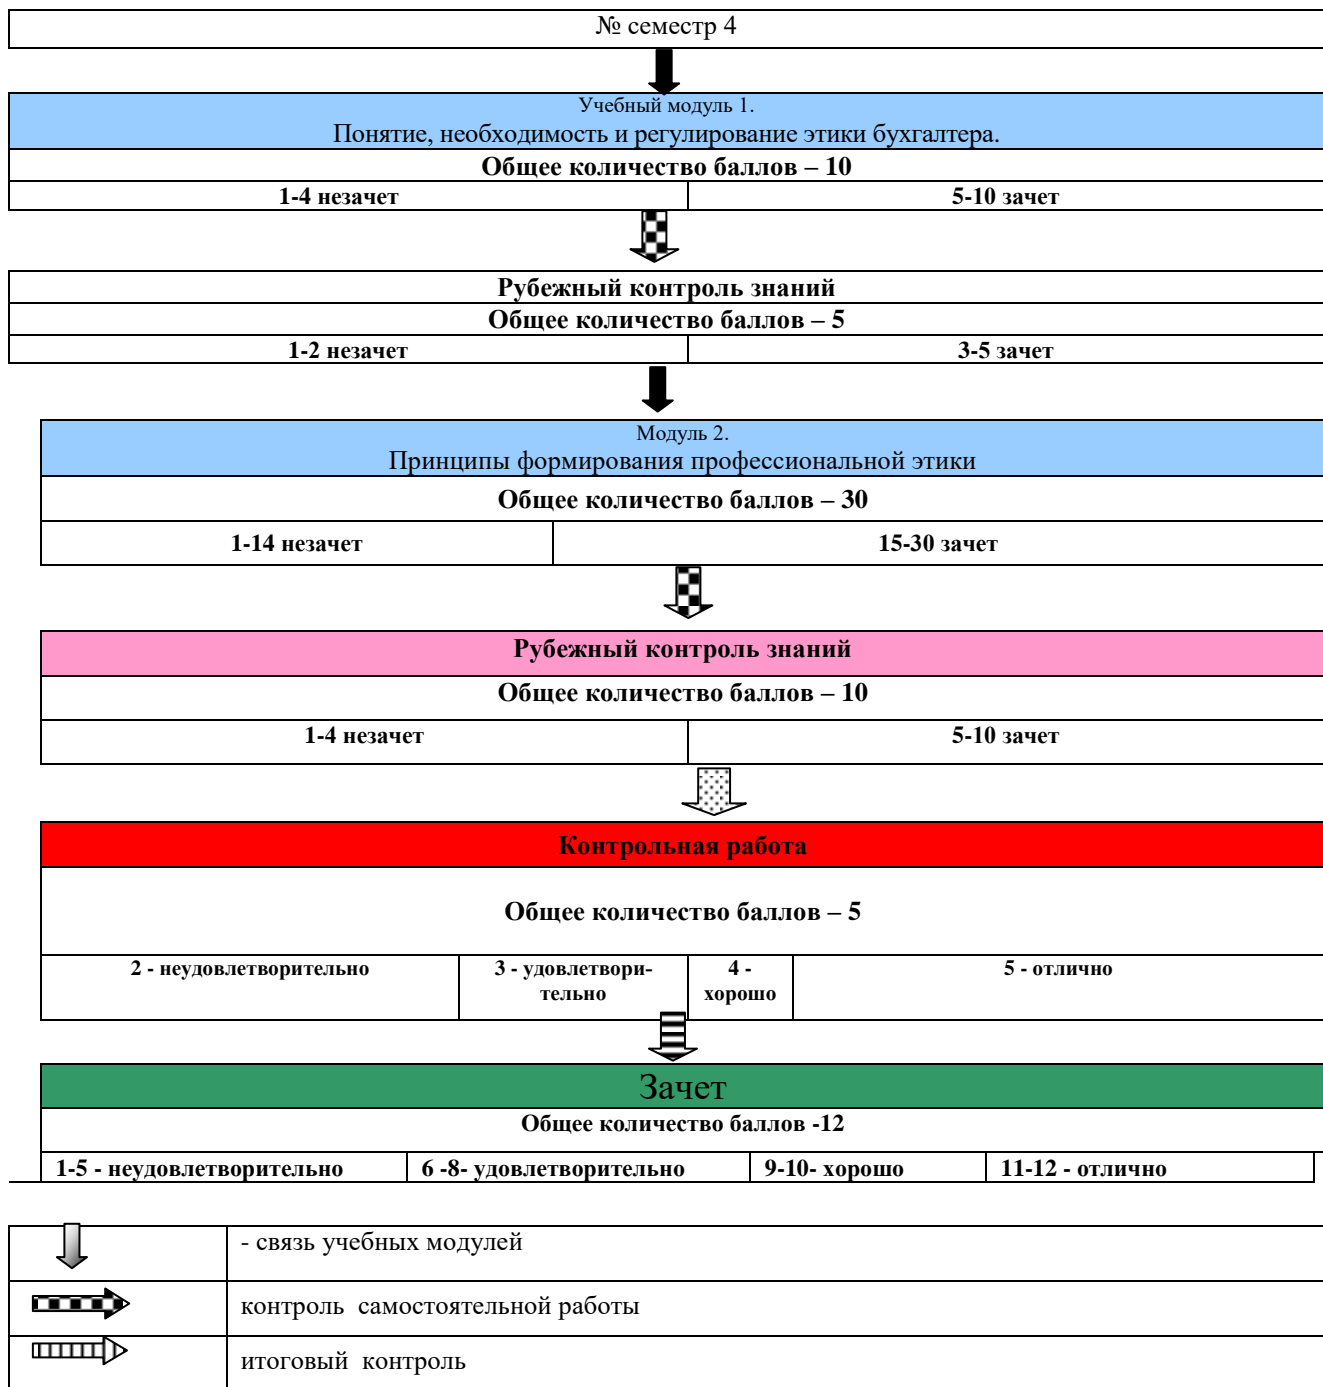 № семестр 4
Учебный модуль 1.
Понятие, необходимость и регулирование этики бухгалтера.
Общее количество баллов – 10
1-4 незачет
5-10 зачет
Рубежный контроль знаний
Общее количество баллов – 5
1-2 незачет
3-5 зачет
Модуль 2.
Принципы формирования профессиональной этики
Общее количество баллов – 30
1-14 незачет
15-30 зачет
Рубежный контроль знаний
Общее количество баллов – 10
1-4 незачет
5-10 зачет
Контрольная работа
Общее количество баллов – 5
2 - неудовлетворительно
3 - удовлетвори-
тельно
4 -
хорошо
5 - отлично
Зачет
Общее количество баллов -12
1-5 - неудовлетворительно
6 -8- удовлетворительно
9-10- хорошо
11-12 - отлично
- связь учебных модулей
контроль  самостоятельной работы
итоговый  контроль